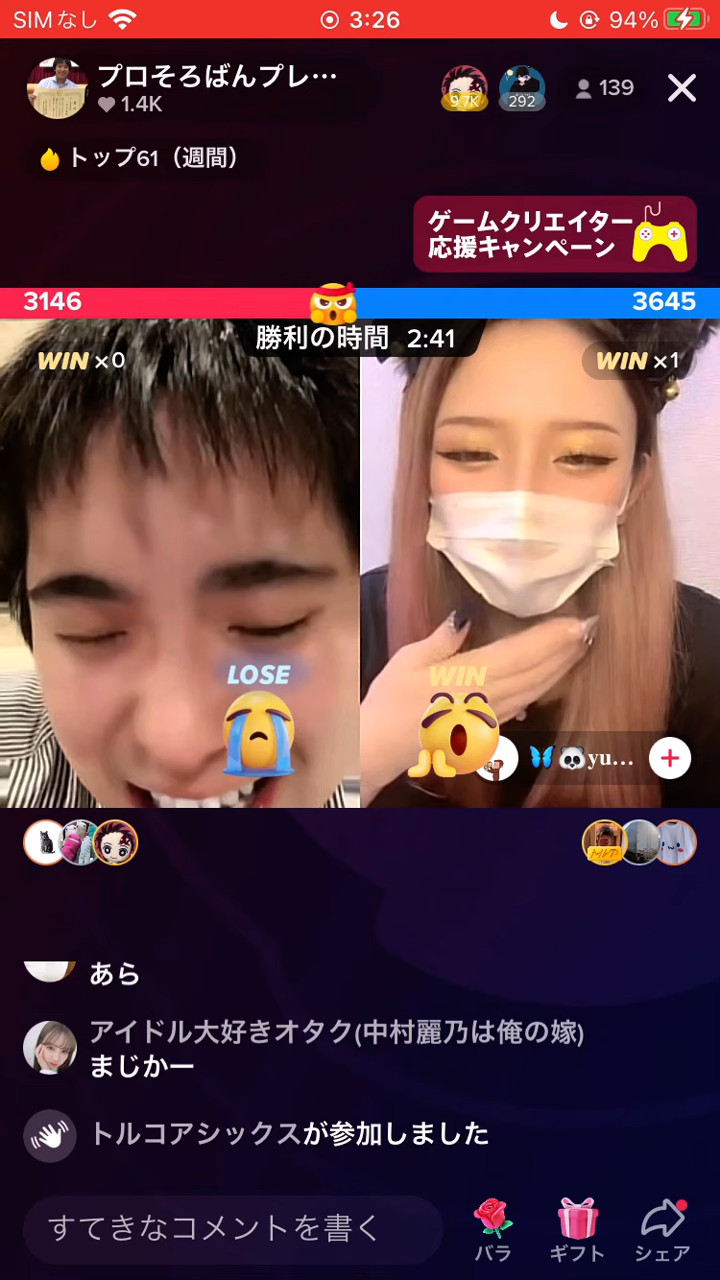 SIMなし 3:26 94%
プロそろばんプレ…
1.4K
9.7K 292 139
トップ61（週間）
ゲームクリエイター
応援キャンペーン
3146 3645
勝利の時間 2:41
WIN ×0 WIN ×1
LOSE WIN
yu…
あら
アイドル大好きオタク(中村麗乃は俺の嫁)
まじかー
トルコアシックスが参加しました
すてきなコメントを書く
バラ ギフト シェア